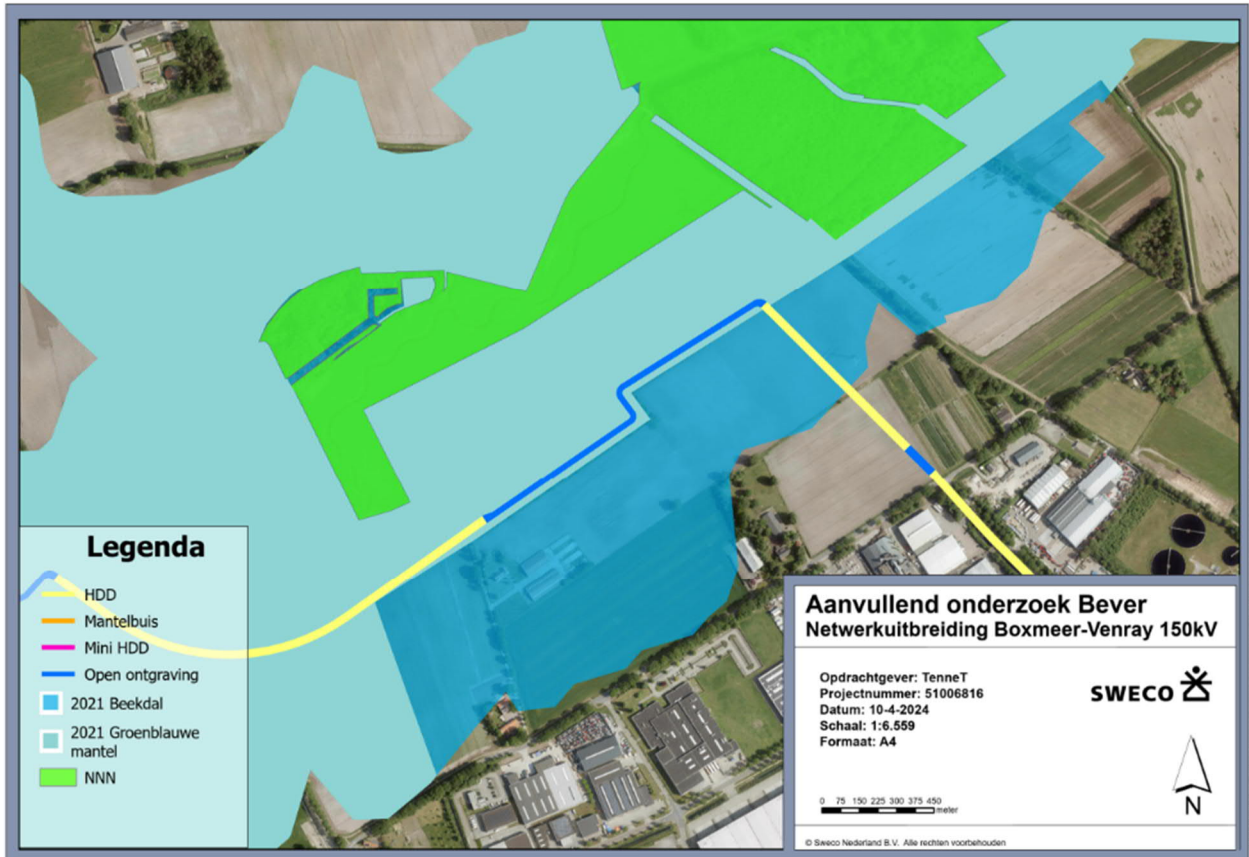 Legenda
HDD
Mantelbuis
Mini HDD
Open ontgraving
2021 Beekdal
2021 Groenblauwe
mantel
NNN
Aanvullend onderzoek Bever
Netwerkuitbreiding Boxmeer-Venray 150kV
Opdrachtgever: TenneT
Projectnummer: 51006816
Datum: 10-4-2024
Schaal: 1:6.559
Formaat: A4
SWECO
0 75 150 225 300 375 450
meter
N
© Sweco Nederland B.V. Alle rechten voorbehouden